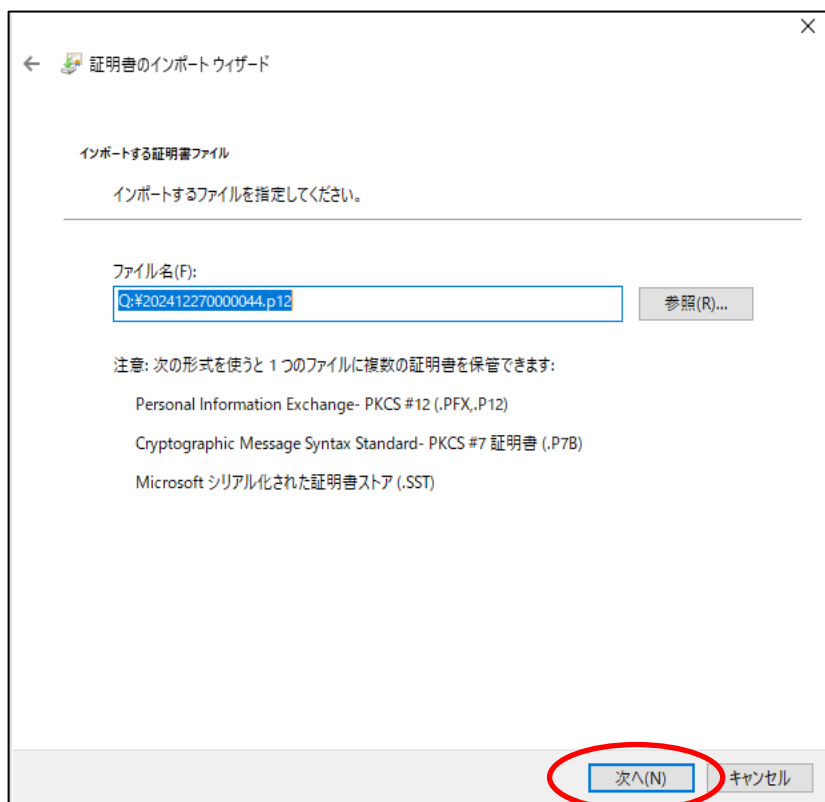 証明書のインポート ウィザード
インポートする証明書ファイル
インポートするファイルを指定してください。
ファイル名(F):
Q:¥202412270000044.p12
参照(R)...
注意: 次の形式を使うと 1 つのファイルに複数の証明書を保管できます:
Personal Information Exchange- PKCS #12 (.PFX,.P12)
Cryptographic Message Syntax Standard- PKCS #7 証明書 (.P7B)
Microsoft シリアル化された証明書ストア (.SST)
次へ(N)
キャンセル